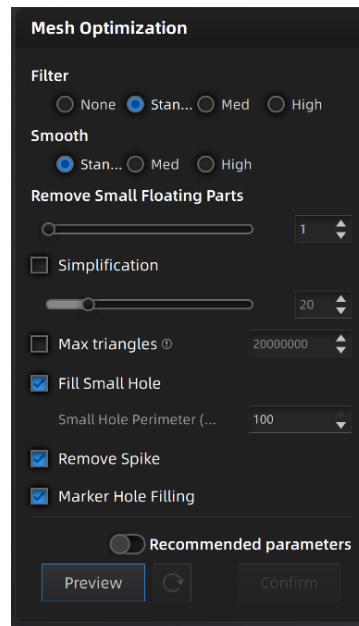 Mesh Optimization
Filter
None Stan... Med High
Smooth
Stan... Med High
Remove Small Floating Parts
1
Simplification
20
Max triangles 20000000
Fill Small Hole
Small Hole Perimeter (... 100
Remove Spike
Marker Hole Filling
Recommended parameters
Preview Confirm